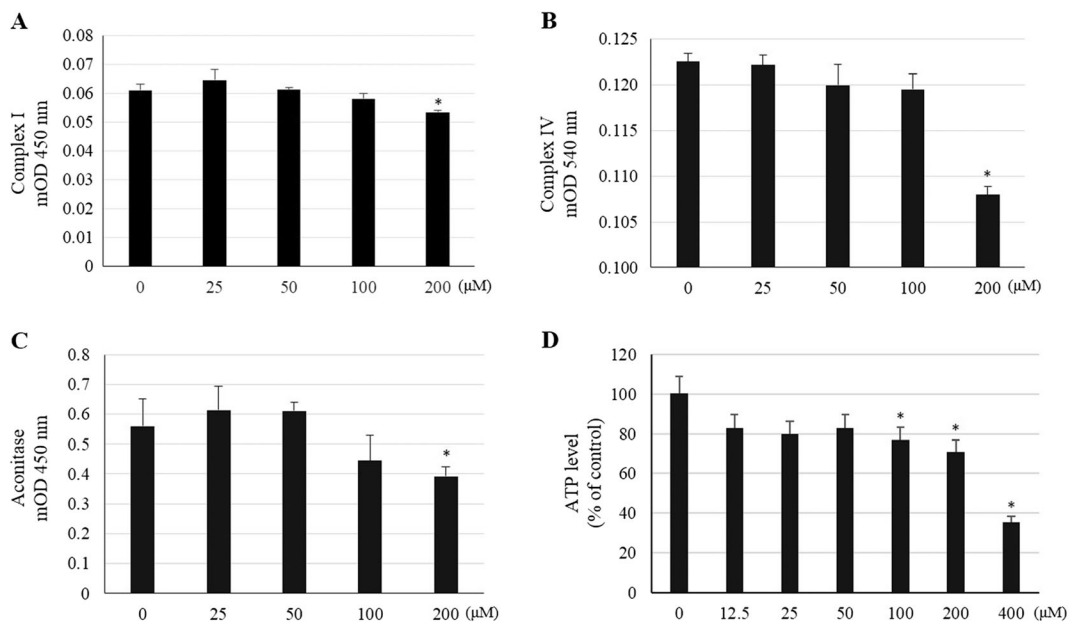 A
Complex I
mOD 450 nm
0.08
0.07
0.06
0.05
0.04
0.03
0.02
0.01
0
*
0 25 50 100 200 (μM)
B
Complex IV
mOD 540 nm
0.125
0.120
0.115
0.110
0.105
0.100
*
0 25 50 100 200 (μM)
C
Aconitase
mOD 450 nm
0.8
0.7
0.6
0.5
0.4
0.3
0.2
0.1
0
*
0 25 50 100 200 (μM)
D
ATP level
(% of control)
120
100
80
60
40
20
0
* * *
0 12.5 25 50 100 200 400 (μM)